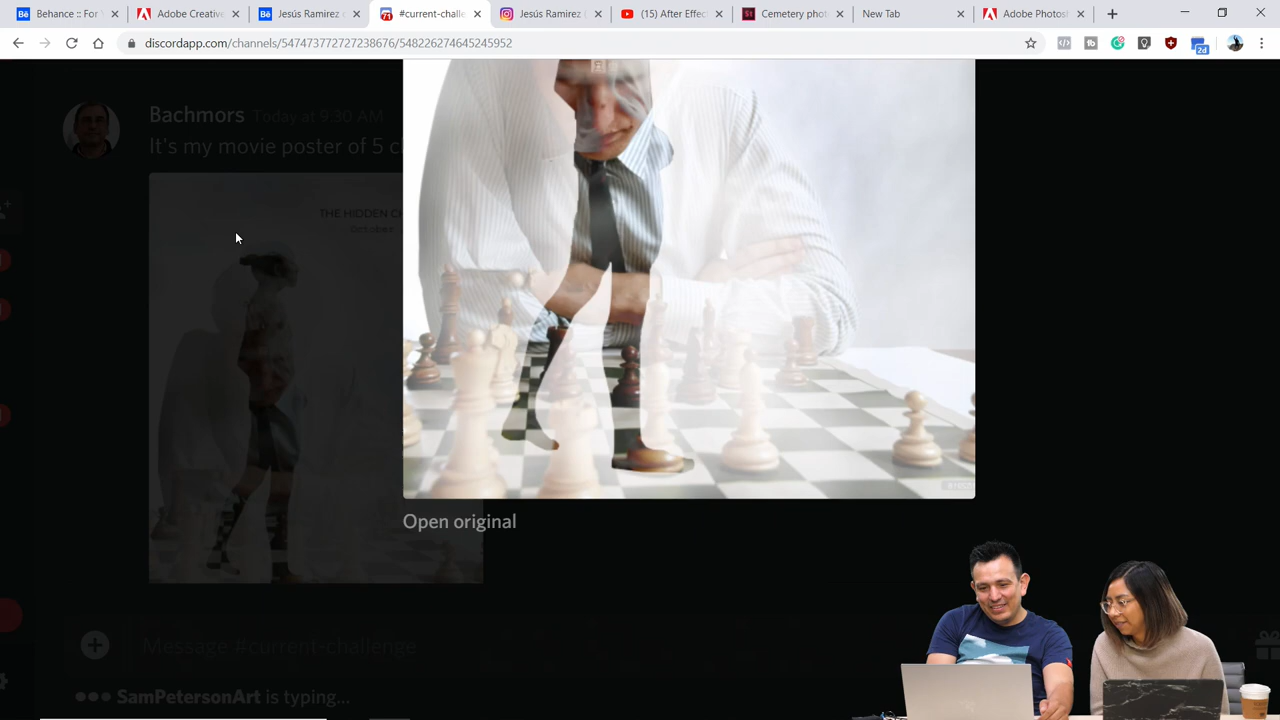 Behance :: For Y
Adobe Creative
Jesús Ramirez o
#current-challe
Jesús Ramirez
(15) After Effec
Cemetery p
New Tab
Adobe Photosh
discordapp.com/channels/547473772727238676/548226274645245952
2d
Bachmors Today at 9:30 AM
It's my movie poster of 5 c
THE HIDDEN CH
Open original
Message #current-challenge
SamPetersonArt is typing...